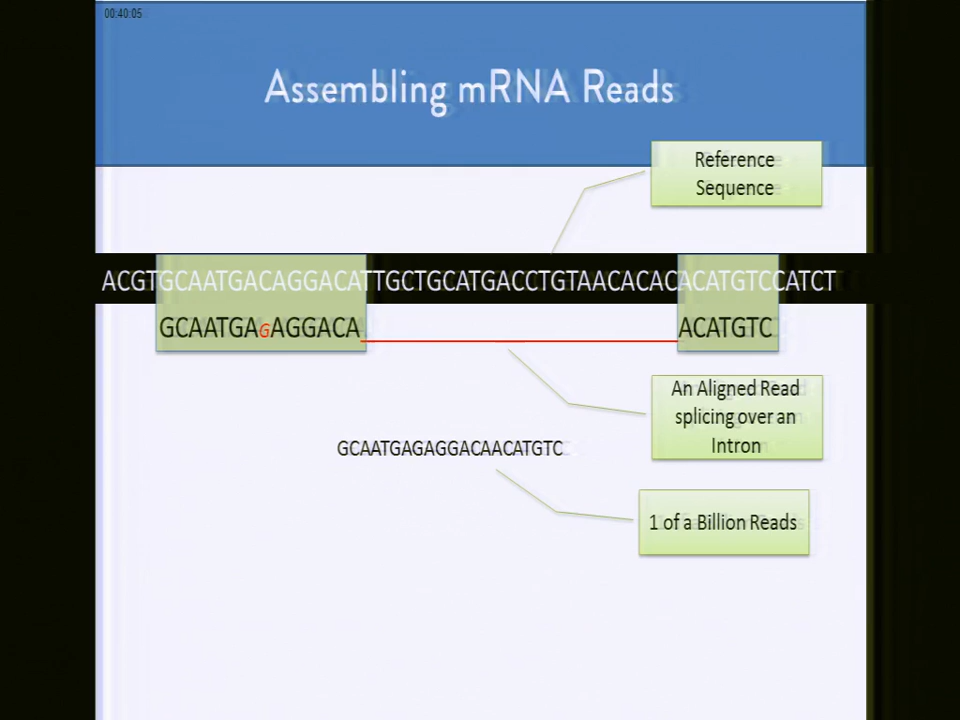 00:40:05
Assembling mRNA Reads
Reference
Sequence
ACGTGCAATGACAGGACATTGCTGCATGACCTGTAACACACACATGTCCATCT
GCAATGAGAGGACA ACATGTC
An Aligned Read
splicing over an
Intron
GCAATGAGAGGACAACATGTC
1 of a Billion Reads